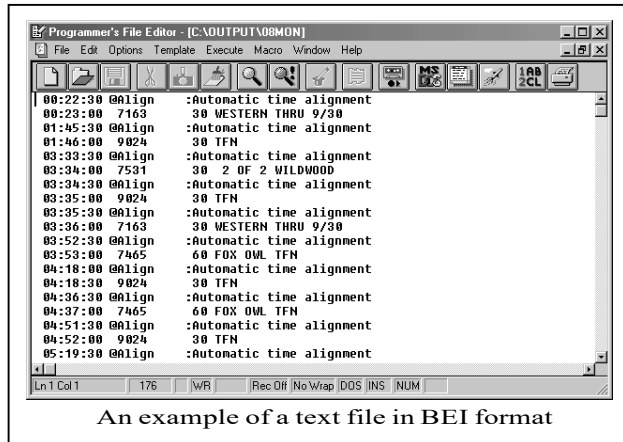 Programmer's File Editor - [C:\OUTPUT\08MON]
File Edit Options Template Execute Macro Window Help
MS DOS 1AB 2CL
00:22:30 @Align :Automatic time alignment
00:23:00 7163 30 WESTERN THRU 9/30
01:45:30 @Align :Automatic time alignment
01:46:00 9024 30 TFN
03:33:30 @Align :Automatic time alignment
03:34:00 7531 30 2 OF 2 WILDWOOD
03:34:30 @Align :Automatic time alignment
03:35:00 9024 30 TFN
03:35:30 @Align :Automatic time alignment
03:36:00 7163 30 WESTERN THRU 9/30
03:52:30 @Align :Automatic time alignment
03:53:00 7465 60 FOX OWL TFN
04:18:00 @Align :Automatic time alignment
04:18:30 9024 30 TFN
04:36:30 @Align :Automatic time alignment
04:37:00 7465 60 FOX OWL TFN
04:51:30 @Align :Automatic time alignment
04:52:00 9024 30 TFN
05:19:30 @Align :Automatic time alignment
Ln 1 Col 1 176 WR Rec Off No Wrap DOS INS NUM
An example of a text file in BEI format